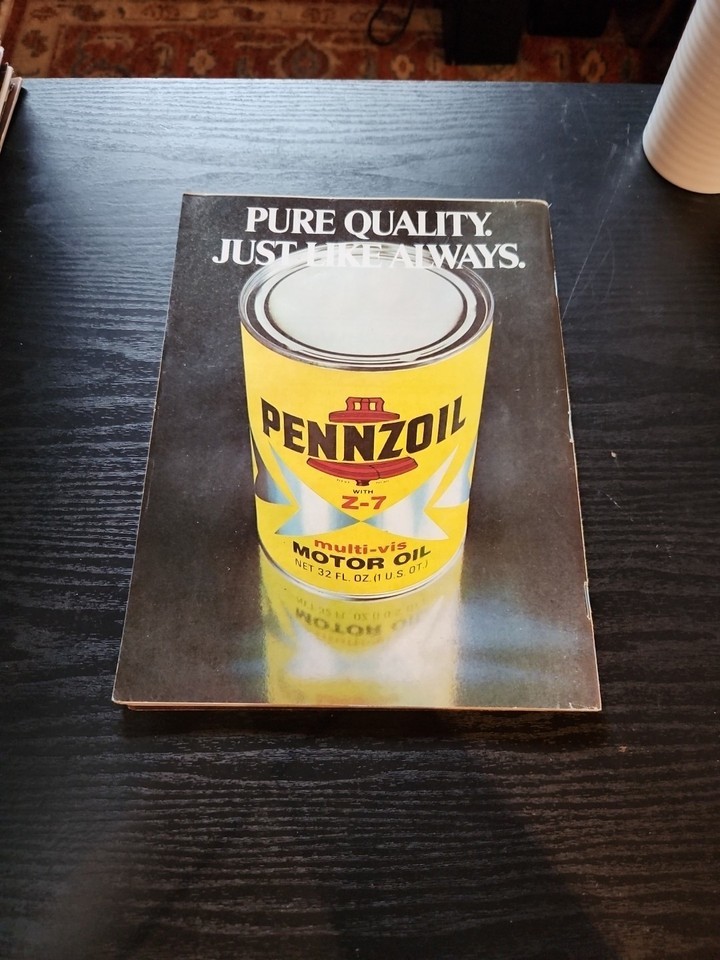 PURE QUALITY.
JUST LIKE ALWAYS.
PENNZOIL
WITH
Z-7
multi-vis
MOTOR OIL
NET 32 FL. OZ. (1 U.S. QT.)